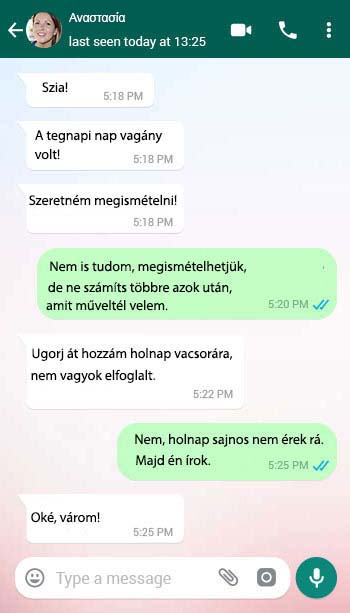 Αναστασία
last seen today at 13:25
Szia!
5:18 PM
A tegnapi nap vagány
volt!
5:18 PM
Szeretném megismételni!
5:18 PM
Nem is tudom, megismételhetjük,
de ne számíts többre azok után,
amit műveltél velem.
5:20 PM
Ugorj át hozzám holnap vacsorára,
nem vagyok elfoglalt.
5:22 PM
Nem, holnap sajnos nem érek rá.
Majd én írok.
5:25 PM
Oké, várom!
5:25 PM
Type a message